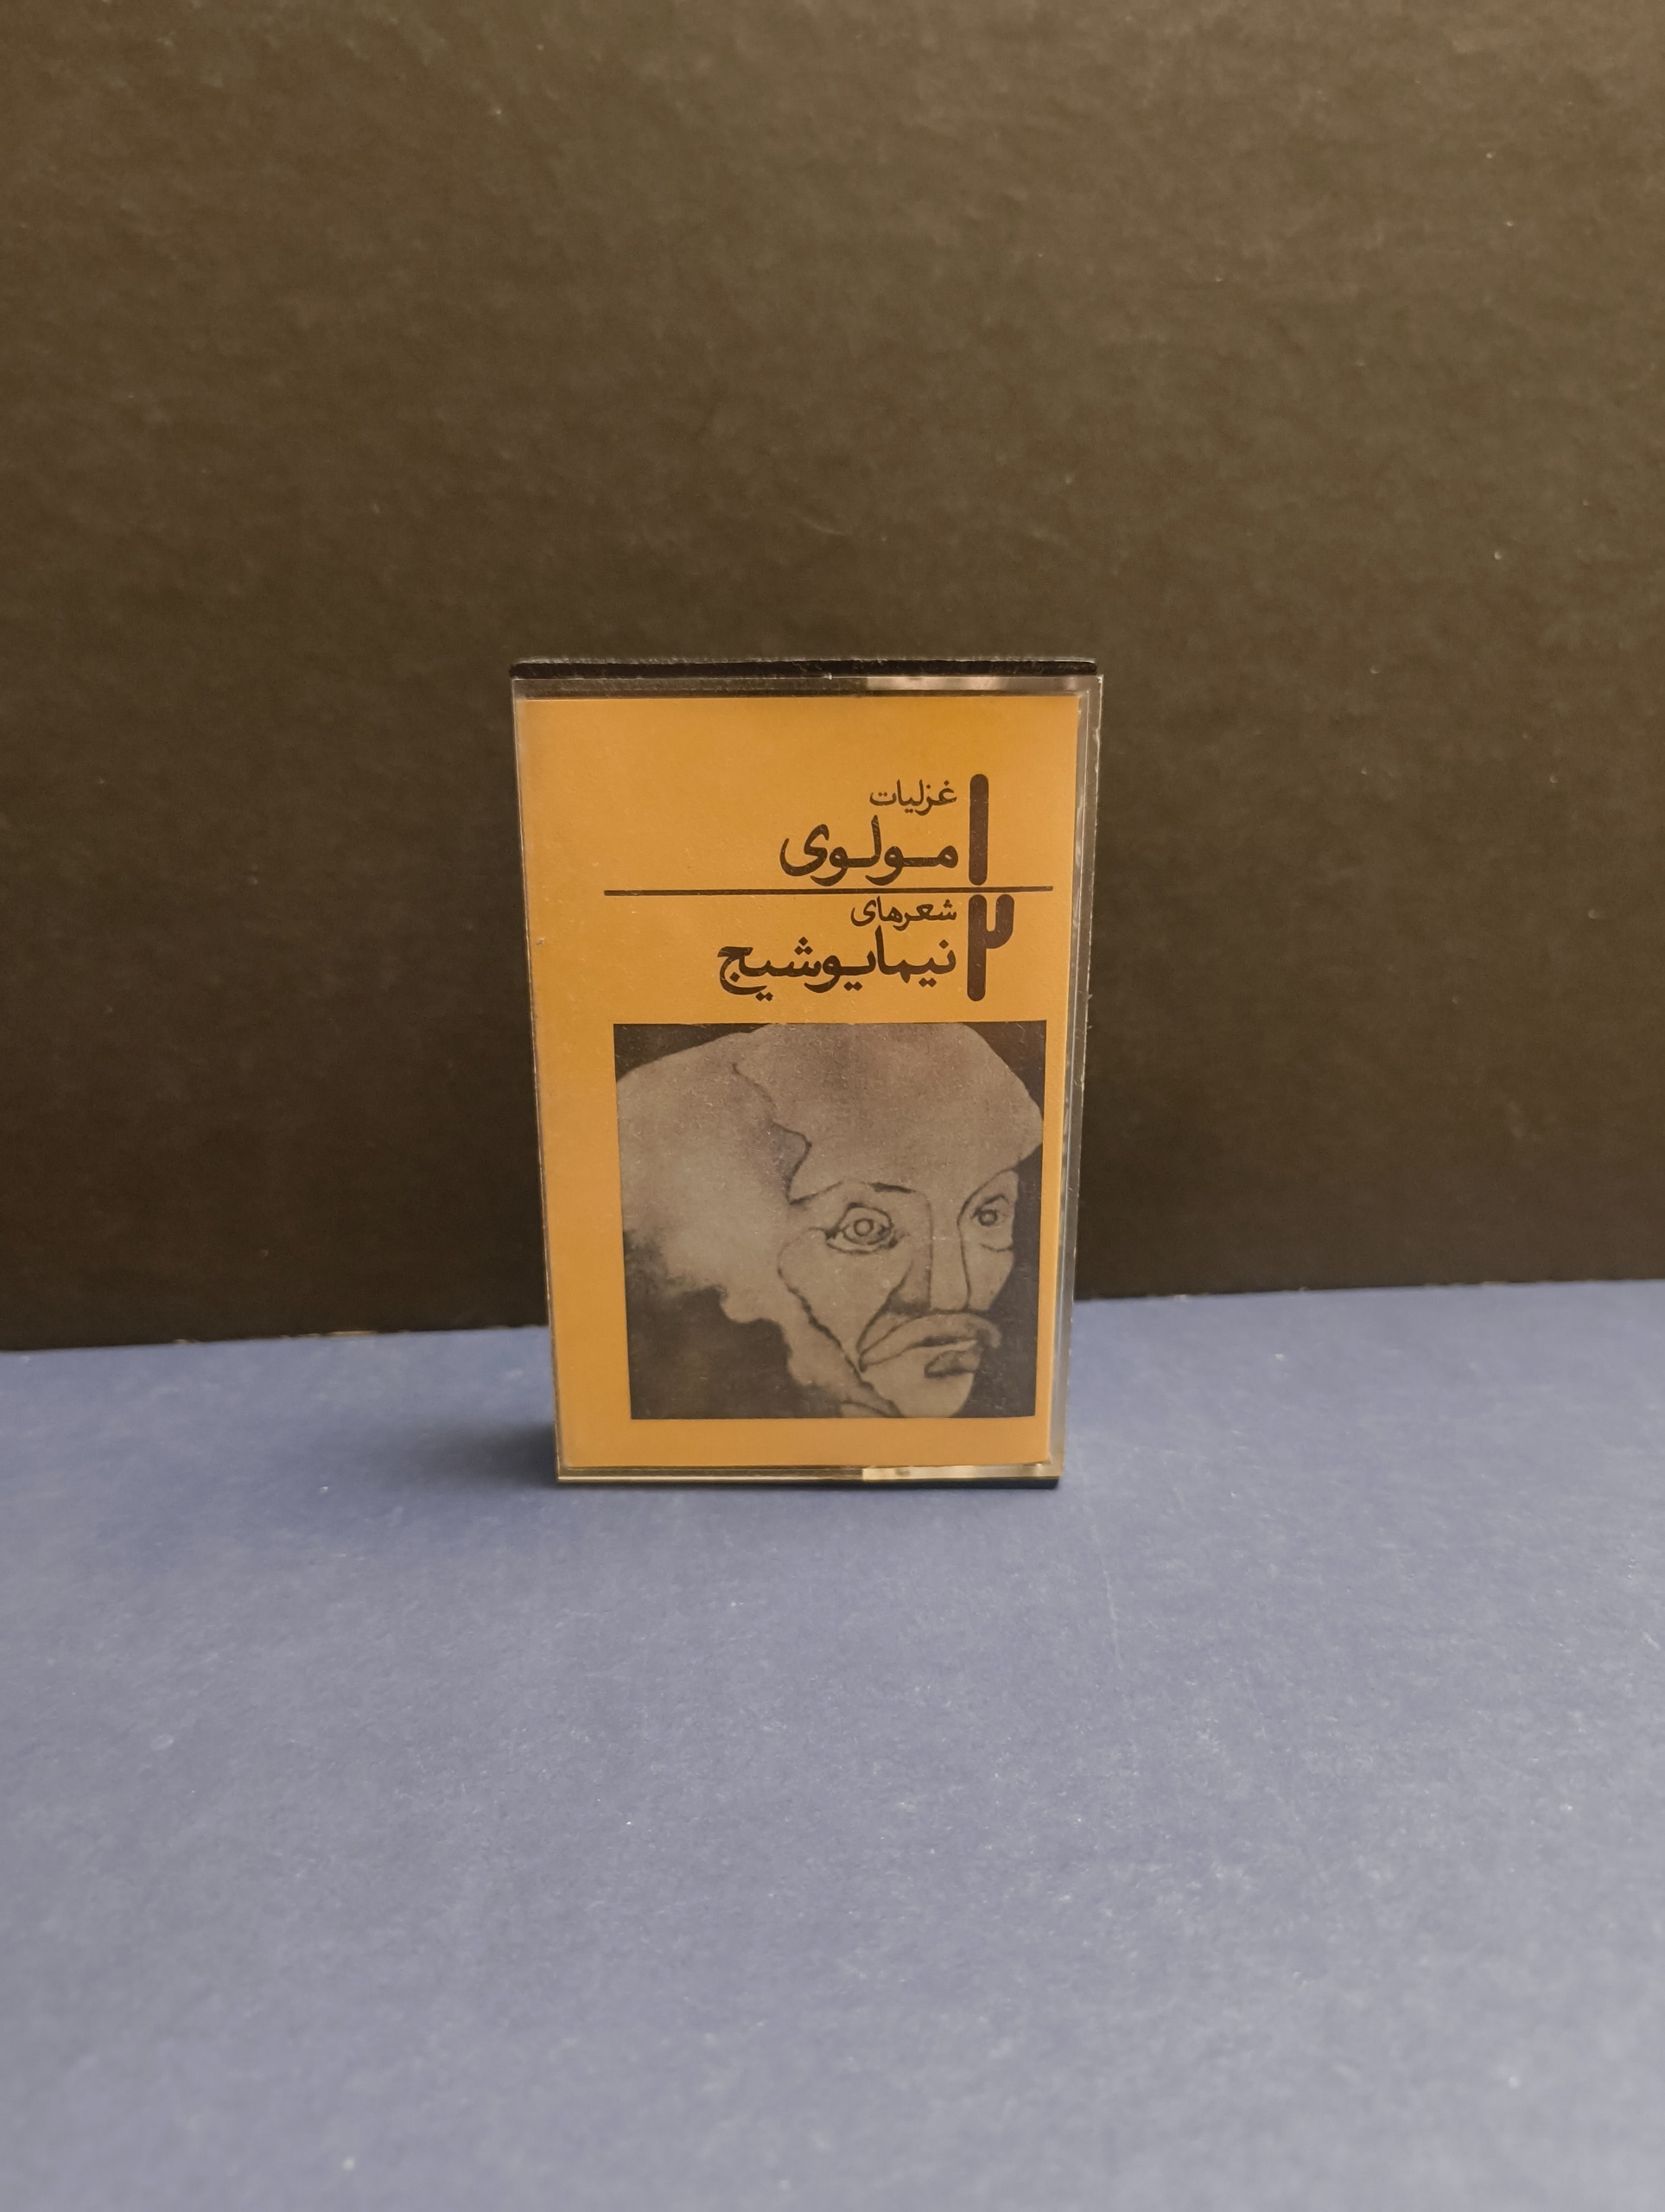 ۱
غزلیات
مولوی
۲
شعرهای
نیمایوشیج